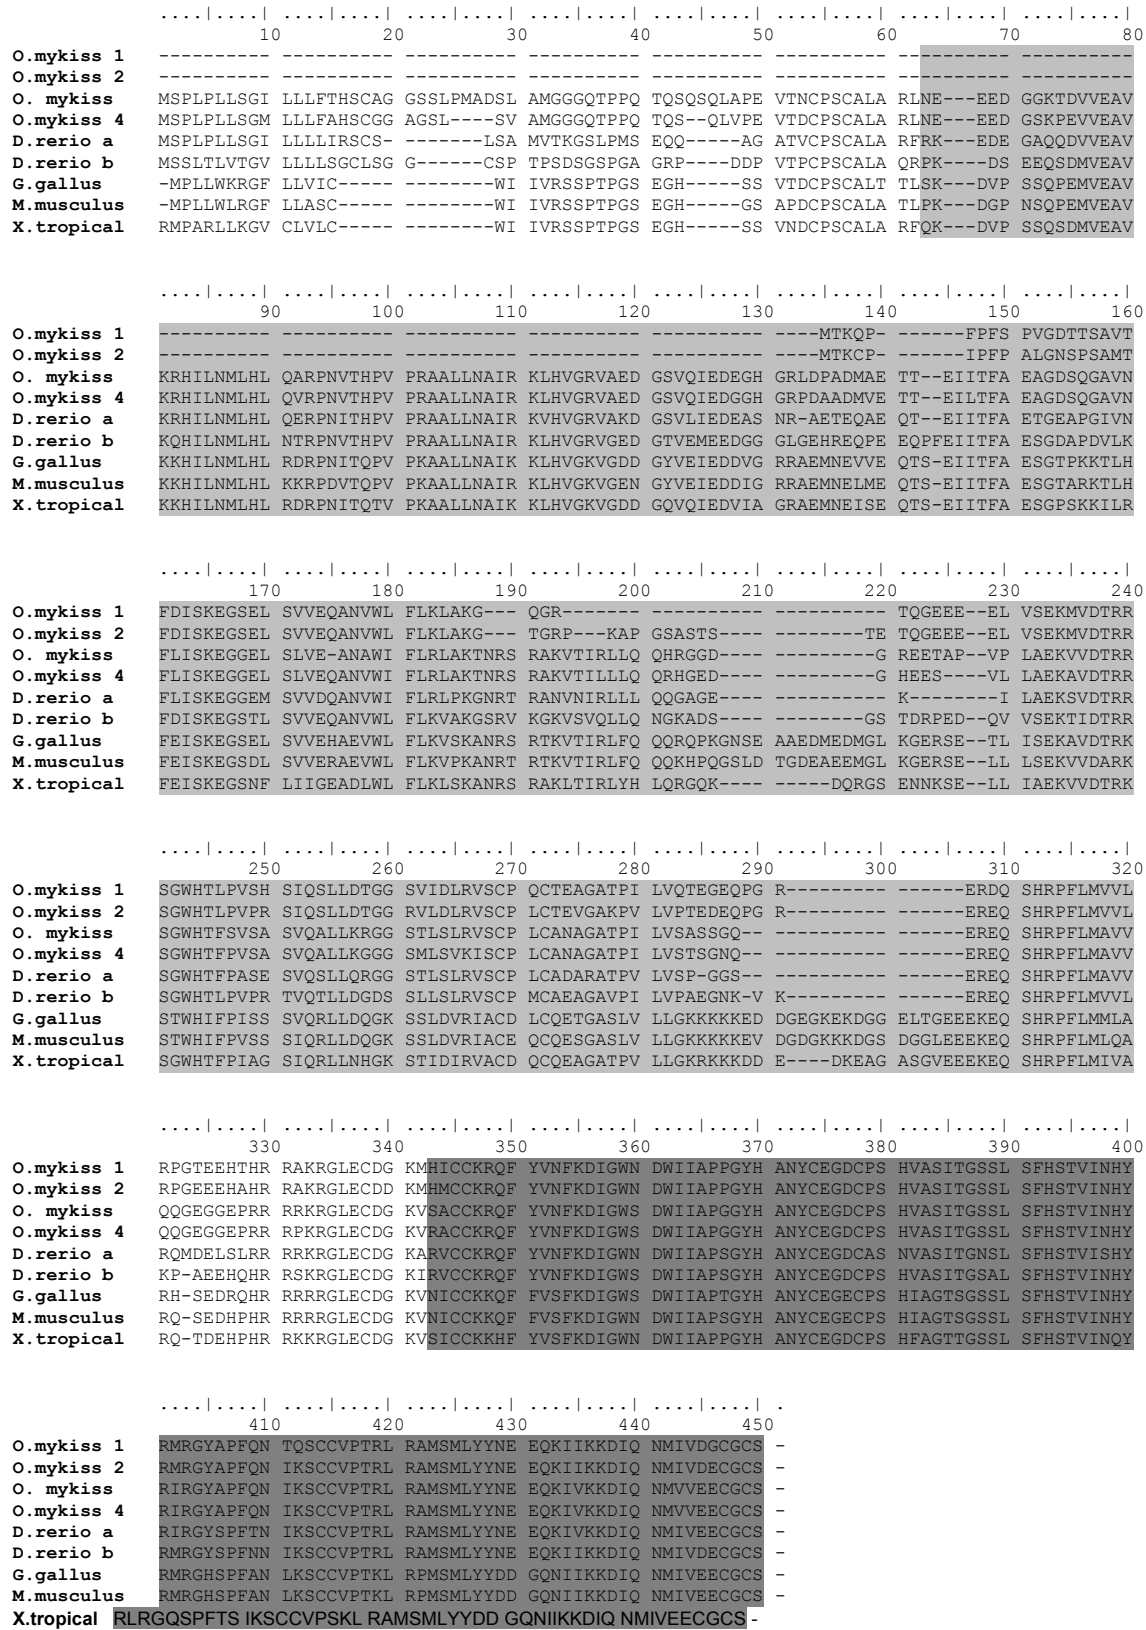 ....|....| ....|....| ....|....| ....|....| ....|....| ....|....| ....|....| ....|....|
10 20 30 40 50 60 70 80
O.mykiss 1 ---------- ---------- ---------- ---------- ---------- ---------- ---------- ----------
O.mykiss 2 ---------- ---------- ---------- ---------- ---------- ---------- ---------- ----------
O. mykiss MSPLPLLSGI LLLFTHSCAG GSSLPMADSL AMGGGQTPPQ TQSQSQLAPE VTNCPSCALA RLNE---EED GGKTDVVEAV
O.mykiss 4 MSPLPLLSGM LLLFAHSCGG AGSL----SV AMGGGQTPPQ TQS--QLVPE VTDCPSCALA RLNE---EED GSKPEVVEAV
D.rerio a MSPLPLLSGI LLLLIRSCS- -------LSA MVTKGSLPMS EQQ----AG ATVCPSCALA RFRK---EDE GAQQDVVEAV
D.rerio b MSSLTLVTGV LLLLSGCLSG G------CSP TPSDSGSPGA GRP----DDP VTPCPSCALA QRPK----DS EEQSDMVEAV
G.gallus -MPLLWKRGF LLVIC----- -------WI IVRSSPTPGS EGH-----SS VTDCPSCALT TLSK---DVP SSQPEMVEAV
M.musculus -MPLLWLRGF LLASC----- -------WI IVRSSPTPGS EGH-----GS APDCPSCALA TLPK---DGP NSQPEMVEAV
X.tropical RMPARLLKGV CLVLC----- -------WI IVRSSPTPGS EGH-----SS VNDCPSCALA RFQK---DVP SSQSDMVEAV
....|....| ....|....| ....|....| ....|....| ....|....| ....|....| ....|....| ....|....|
90 100 110 120 130 140 150 160
O.mykiss 1 ---------- ---------- ---------- ---------- ---------- ----MTKQP- ------FPFS PVGDTTSAVT
O.mykiss 2 ---------- ---------- ---------- ---------- ---------- ----MTKCP- ------IPFP ALGNSPSAMT
O. mykiss KRHILNMLHL QARPNVTHPV PRAALLNAIR KLHVGRVAED GSVQIEDEGH GRLDPADMAE TT--EIITFA EAGDSQGAVN
O.mykiss 4 KRHILNMLHL QVRPNVTHPV PRAALLNAIR KLHVGRVAED GSVQIEDGGH GRPDAADMVE TT--EILTFA EAGDSQGAVN
D.rerio a KRHILNMLHL QERPNITHPV PRAALLNAIR KVHVGRVAKD GSVLIEDEAS NR-AETEQAE QT--EIITFA ETGEAPGIVN
D.rerio b KQHILNMLHL NTRPNVTHPV PRAALLNAIR KLHVGRVGED GTVEMEEDGG GLGEHREQPE EQPFEIITFA ESGDAPDVLK
G.gallus KKHILNMLHL RDRPNITQPV PKAALLNAIK KLHVGKVGDD GYVEIEDDVG RRAEMNEVVE QTS-EIITFA ESGTPKKTLH
M.musculus KKHILNMLHL KKRPDVTQPV PKAALLNAIK KLHVGKVGEN GYVEIEDDIG RRAEMNELME QTS-EIITFA ESGTARKTLH
X.tropical KKHILNMLHL RDRPNITQTV PKAALLNAIK KLHVGKVGDD GQVQIEDVIA GRAEMNEISE QTS-EIITFA ESGPSKKILR
....|....| ....|....| ....|....| ....|....| ....|....| ....|....| ....|....| ....|....|
170 180 190 200 210 220 230 240
O.mykiss 1 FDISKEGSEL SVVEQANVWL FLKLAKG--- QGR------- ---------- ---------- TQGEEE--EL VSEKMVDTRR
O.mykiss 2 FDISKEGSEL SVVEQANVWL FLKLAKG--- TGRP---KAP GSASTS---- --------TE TQGEEE--EL VSEKMVDTRR
O. mykiss FLISKEGGEL SLVE-ANAWI FLRLAKTNRS RAKVTIRLLQ QHRGGD---- ---------G REETAP--VP LAEKVVDTRR
O.mykiss 4 FLISKEGGEL SLVEQANAWL FLRLAKTNRS RAKVTILLLQ QRHGED---- ---------G HEES---VL LAEKAVDTRR
D.rerio a FLISKEGGEM SVVDQANVWI FLRLPKGNRT RANVNIRLLL QQGAGE---- ---------- K--------I LAEKSVDTRR
D.rerio b FDISKEGSTL SVVEQANVWL FLKVAKGSRV KGKVSVQLLQ NGKADS---- --------GS TDRPED--QV VSEKTIDTRR
G.gallus FEISKEGSEL SVVEHAEVWL FLKVSKANRS RTKVTIRLFQ QQRQPKGNSE AAEDMEDMGL KGERSE--TL ISEKAVDTRK
M.musculus FEISKEGSDL SVVERAEVWL FLKVPKANRT RTKVTIRLFQ QQKHPQGSLD TGDEAEEMGL KGERSE--LL LSEKVVDARK
X.tropical FEISKEGSNF LIIGEADLWL FLKLSKANRS RAKLTIRLYH LQRGQK---- -----DQRGS ENNKSE--LL IAEKVVDTRK
....|....| ....|....| ....|....| ....|....| ....|....| ....|....| ....|....| ....|....|
250 260 270 280 290 300 310 320
O.mykiss 1 SGWHTLPVSH SIQSLLDTGG SVIDLRVSCP QCTEAGATPI LVQTEGEQPG R--------- ------ERDQ SHRPFLMVVL
O.mykiss 2 SGWHTLPVPR SIQSLLDTGG RVLDLRVSCP LCTEVGAKPV LVPTEDEQPG R--------- ------EREQ SHRPFLMVVL
O. mykiss SGWHTFSVSA SVQALLKRGG STLSLRVSCP LCANAGATPI LVSASSGQ-- ---------- ------EREQ SHRPFLMAVV
O.mykiss 4 SGWHTFPVSA SVQALLKGGG SMLSVKISCP LCANAGATPI LVSTSGNQ-- ---------- ------EREQ SHRPFLMAVV
D.rerio a SGWHTFPASE SVQSLLQRGG STLSLRVSCP LCADARATPV LVSP-GGS-- ---------- ------EREQ SHRPFLMAVV
D.rerio b SGWHTLPVPR TVQTLLDGDS SLLSLRVSCP MCAEAGAVPI LVPAEGNK-V K--------- ------EREQ SHRPFLMVVL
G.gallus STWHIFPISS SVQRLLDQGK SSLDVRIACD LCQETGASLV LLGKKKKKED DGEGKEKDGG ELTGEEEKEQ SHRPFLMMLA
M.musculus STWHIFPVSS SIQRLLDQGK SSLDVRIACE QCQESGASLV LLGKKKKKEV DGDGKKKDGS DGGLEEEKEQ SHRPFLMLQA
X.tropical SGWHTFPIAG SIQRLLNHGK STIDIRVACD QCQEAGATPV LLGKRKKKDD E----DKEAG ASGVEEEKEQ SHRPFLMIVA
....|....| ....|....| ....|....| ....|....| ....|....| ....|....| ....|....| ....|....|
330 340 350 360 370 380 390 400
O.mykiss 1 RPGTEEHTHR RAKRGLECDG KMHICCKRQF YVNFKDIGWN DWIIAPPGYH ANYCEGDCPS HVASITGSSL SFHSTVINHY
O.mykiss 2 RPGEEEHAHR RAKRGLECDD KMHMCCKRQF YVNFKDIGWN DWIIAPPGYH ANYCEGDCPS HVASITGSSL SFHSTVINHY
O. mykiss QQGEGGEPRR RRKRGLECDG KVSACCKRQF YVNFKDIGWN DWIIAPPGYH ANYCEGDCPS HVASITGSSL SFHSTVINHY
O.mykiss 4 QQGEGGEPRR RPKRGLECDG KVRACCKRQF YVNFKDIGWN DWIIAPPGYH ANYCEGDCPS HVASITGSSL SFHSTVINHY
D.rerio a RQMDELSLRR RRKRGLECDG KARVCCKRQF YVNFKDIGWN DWIIAPSGYH ANYCEGDCAS NVASITGNSL SFHSTVISHY
D.rerio b KP-AEEHQHR RSKRGLECDG KIRVCCKRQF YVNFKDIGWS DWIIAPSGYH ANYCEGDCPS HVASITGSAL SFHSTVINHY
G.gallus RH-SEDRQHR RRRRGLECDG KVNICCKKQF FVSFKDIGWN DWIIAPTGYH ANYCEGECPS HIAGTSGSSL SFHSTVINHY
M.musculus RQ-SEDHPHR RRRRGLECDG KVNICCKKQF FVSFKDIGWN DWIIAPSGYH ANYCEGECPS HIAGTSGSSL SFHSTVINHY
X.tropical RQ-TDEHPHR RKKRGLECDG KVSICCKKHF YVSFKDIGWN DWIIAPPGYH ANYCEGDCPS HFAGTTGSSL SFHSTVINQY
....|....| ....|....| ....|....| ....|....| ....|....| .
410 420 430 440 450
O.mykiss 1 RMRGYAPFQN TQSCCVPTRL RAMSMLYYNE EQKIIKKDIQ NMIVDGCGCS -
O.mykiss 2 RMRGYAPFQN IKSCCVPTRL RAMSMLYYNE EQKIIKKDIQ NMIVDECGCS -
O. mykiss RIRGYAPFQN IKSCCVPTRL RAMSMLYYNE EQKIVKKDIQ NMVVEECGCS -
O.mykiss 4 RIRGYAPFQN IKSCCVPTRL RAMSMLYYNE EQKIVKKDIQ NMVVEECGCS -
D.rerio a RIRGYSPFTN IKSCCVPTRL RAMSMLYYNE EQKIVKKDIQ NMIVEECGCS -
D.rerio b RMRGYSPFNN IKSCCVPTRL RAMSMLYYNE EQKIIKKDIQ NMIVDECGCS -
G.gallus RMRGHSPFAN LKSCCVPTKL RPMSMLYYDD GQNIIKKDIQ NMIVEECGCS -
M.musculus RMRGHSPFAN LKSCCVPTKL RPMSMLYYDD GQNIIKKDIQ NMIVEECGCS -
X.tropical RLRGQSPFTS IKSCCVPSKL RAMSMLYYDD GQNIIKKDIQ NMIVEECGCS -